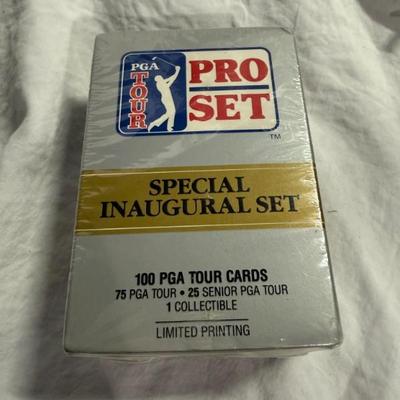 PGA
TOUR
PRO
SET
TM
SPECIAL
INAUGURAL SET
100 PGA TOUR CARDS
75 PGA TOUR • 25 SENIOR PGA TOUR
1 COLLECTIBLE
LIMITED PRINTING